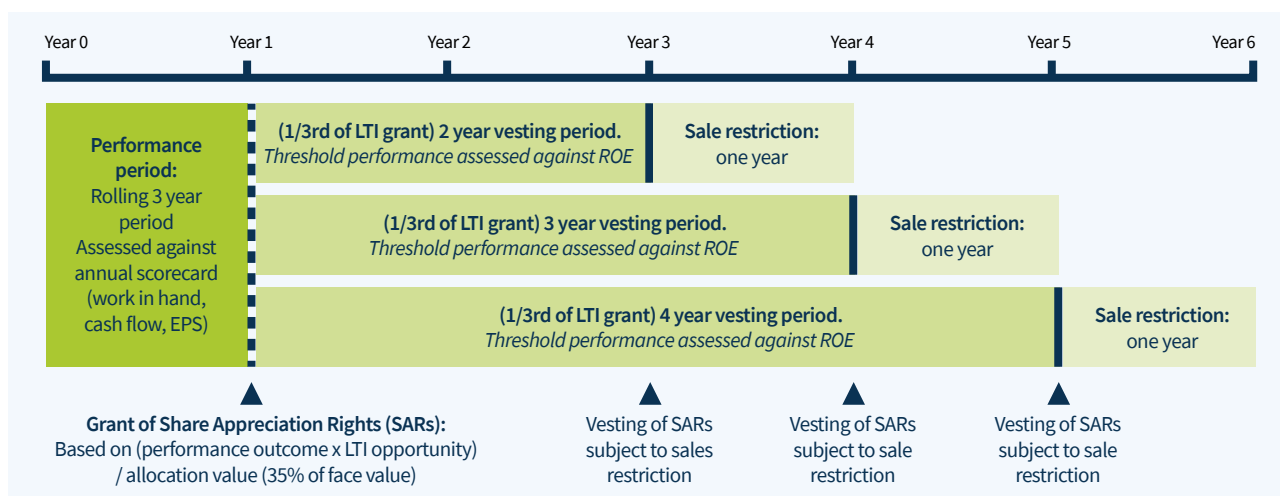 Year 0
Year 1
Year 2
Year 3
Year 4
Year 5
Year 6
Performance
period:
Rolling 3 year
period
Assessed against
annual scorecard
(work in hand,
cash flow, EPS)
(1/3rd of LTI grant) 2 year vesting period.
Threshold performance assessed against ROE
Sale restriction:
one year
(1/3rd of LTI grant) 3 year vesting period.
Threshold performance assessed against ROE
Sale restriction:
one year
(1/3rd of LTI grant) 4 year vesting period.
Threshold performance assessed against ROE
Sale restriction:
one year
Grant of Share Appreciation Rights (SARs):
Based on (performance outcome x LTI opportunity)
/ allocation value (35% of face value)
Vesting of SARs
subject to sales
restriction
Vesting of SARs
subject to sale
restriction
Vesting of SARs
subject to sale
restriction